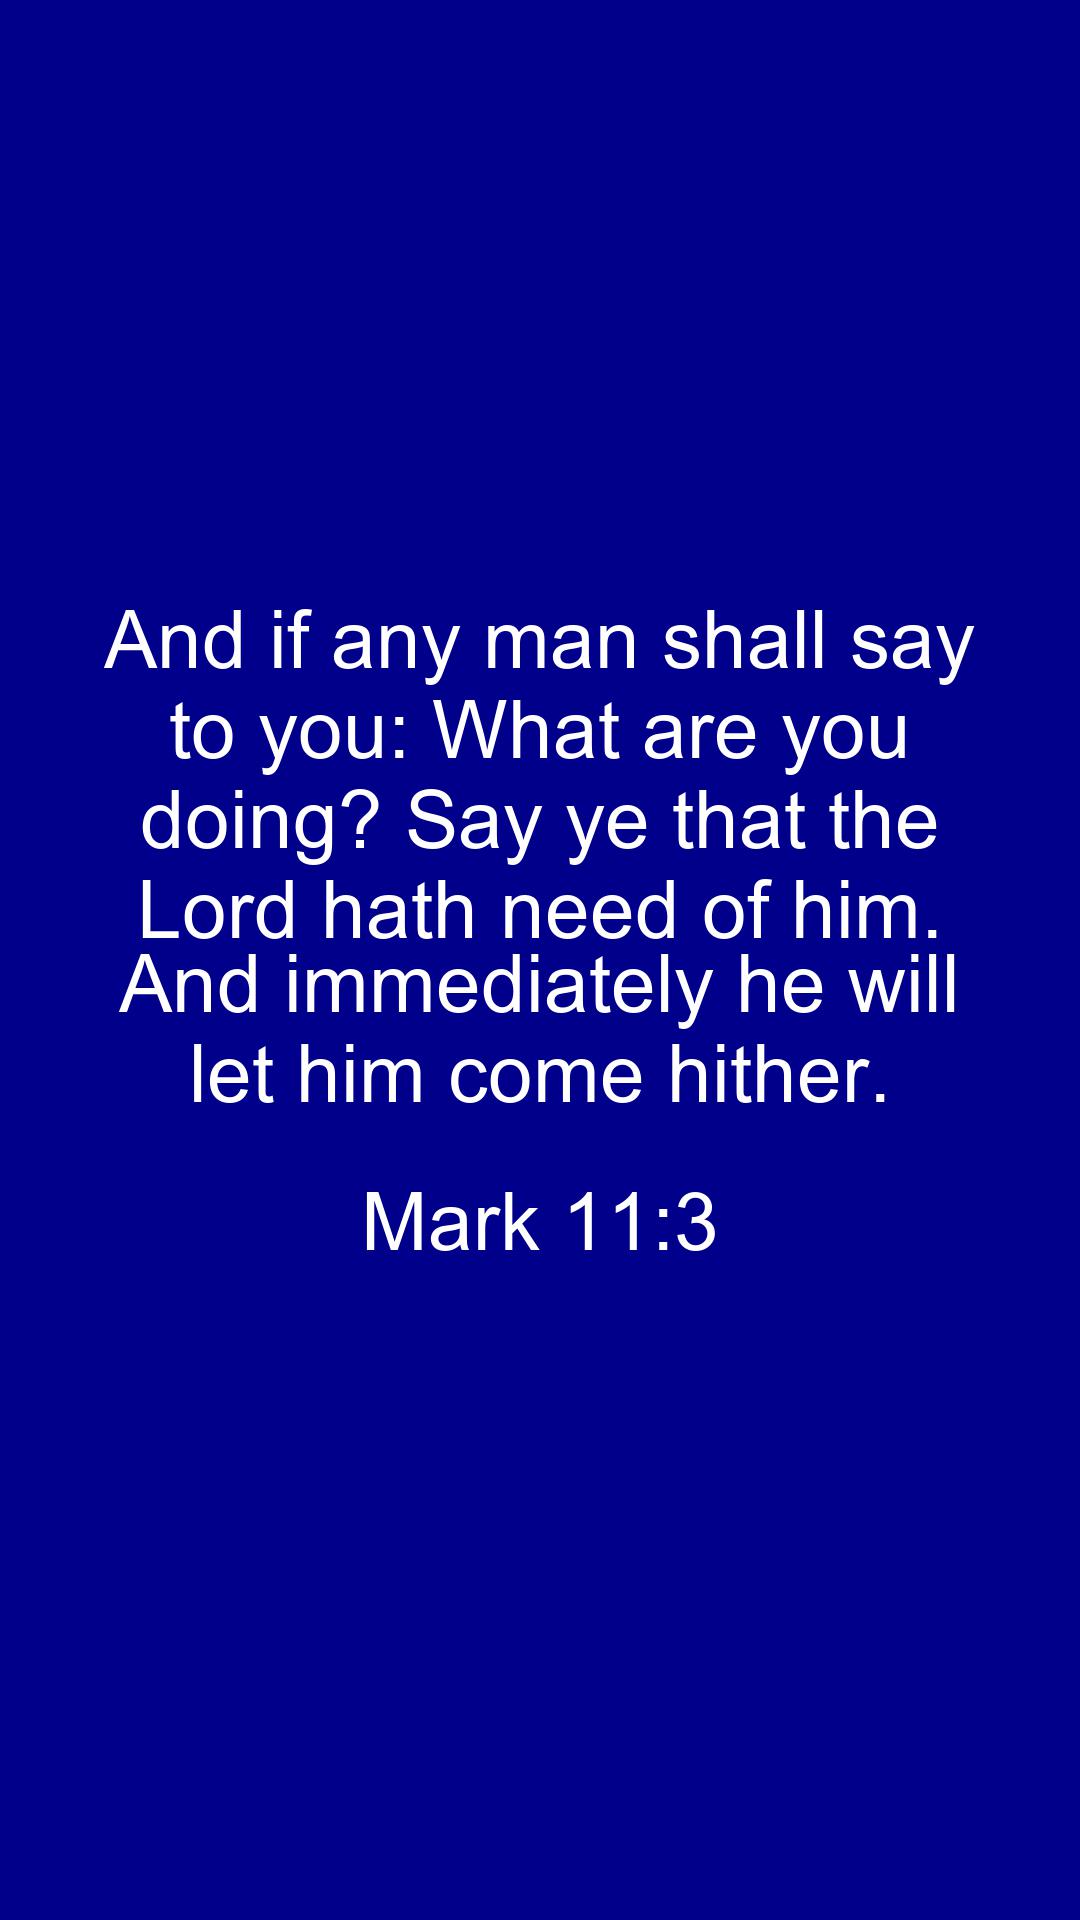 And if any man shall say
to you: What are you
doing? Say ye that the
Lord hath need of him.
And immediately he will
let him come hither.
Mark 11:3